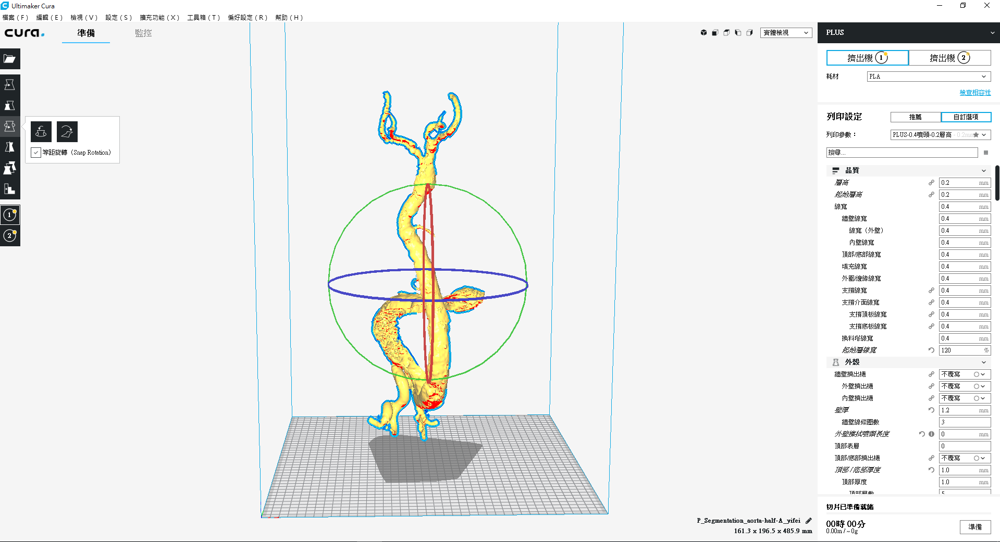 Ultimaker Cura
檔案（F） 編輯（E） 檢視（V） 設定（S） 擴充功能（X） 工具箱（T） 偏好設定（R） 幫助（H）
cura. 準備 監控
實體檢視
PLUS
擠出機 1 擠出機 2
耗材 PLA
檢查相容性
等距旋轉（Snap Rotation）
列印設定 推薦 自訂選項
列印參數： PLUS-0.4噴頭-0.2層高 - 0.2mm
搜尋...
品質
層高 0.2 mm
起始層高 0.2 mm
線寬 0.4 mm
牆壁線寬 0.4 mm
線寬（外壁） 0.4 mm
內壁線寬 0.4 mm
頂部/底部線寬 0.4 mm
填充線寬 0.4 mm
外圍/邊緣線寬 0.4 mm
支撐線寬 0.4 mm
支撐介面線寬 0.4 mm
支撐頂板線寬 0.4 mm
支撐底板線寬 0.4 mm
換料塔線寬 0.4 mm
起始層線寬 120 %
外殼
牆壁擠出機 不覆寫
外壁擠出機 不覆寫
內壁擠出機 不覆寫
壁厚 1.2 mm
牆壁線條圈數 3
外壁擦拭噴頭長度 0 mm
頂部表層 0
頂部/底部擠出機 不覆寫
頂部/底部厚度 1.0 mm
頂部厚度 1.0 mm
頂部層數 5
1
2
切片已準備就緒
00時 00分
0.00m / ~ 0g
準備
P_Segmentation_aorta-half-A_yifei
161.3 x 196.5 x 485.9 mm